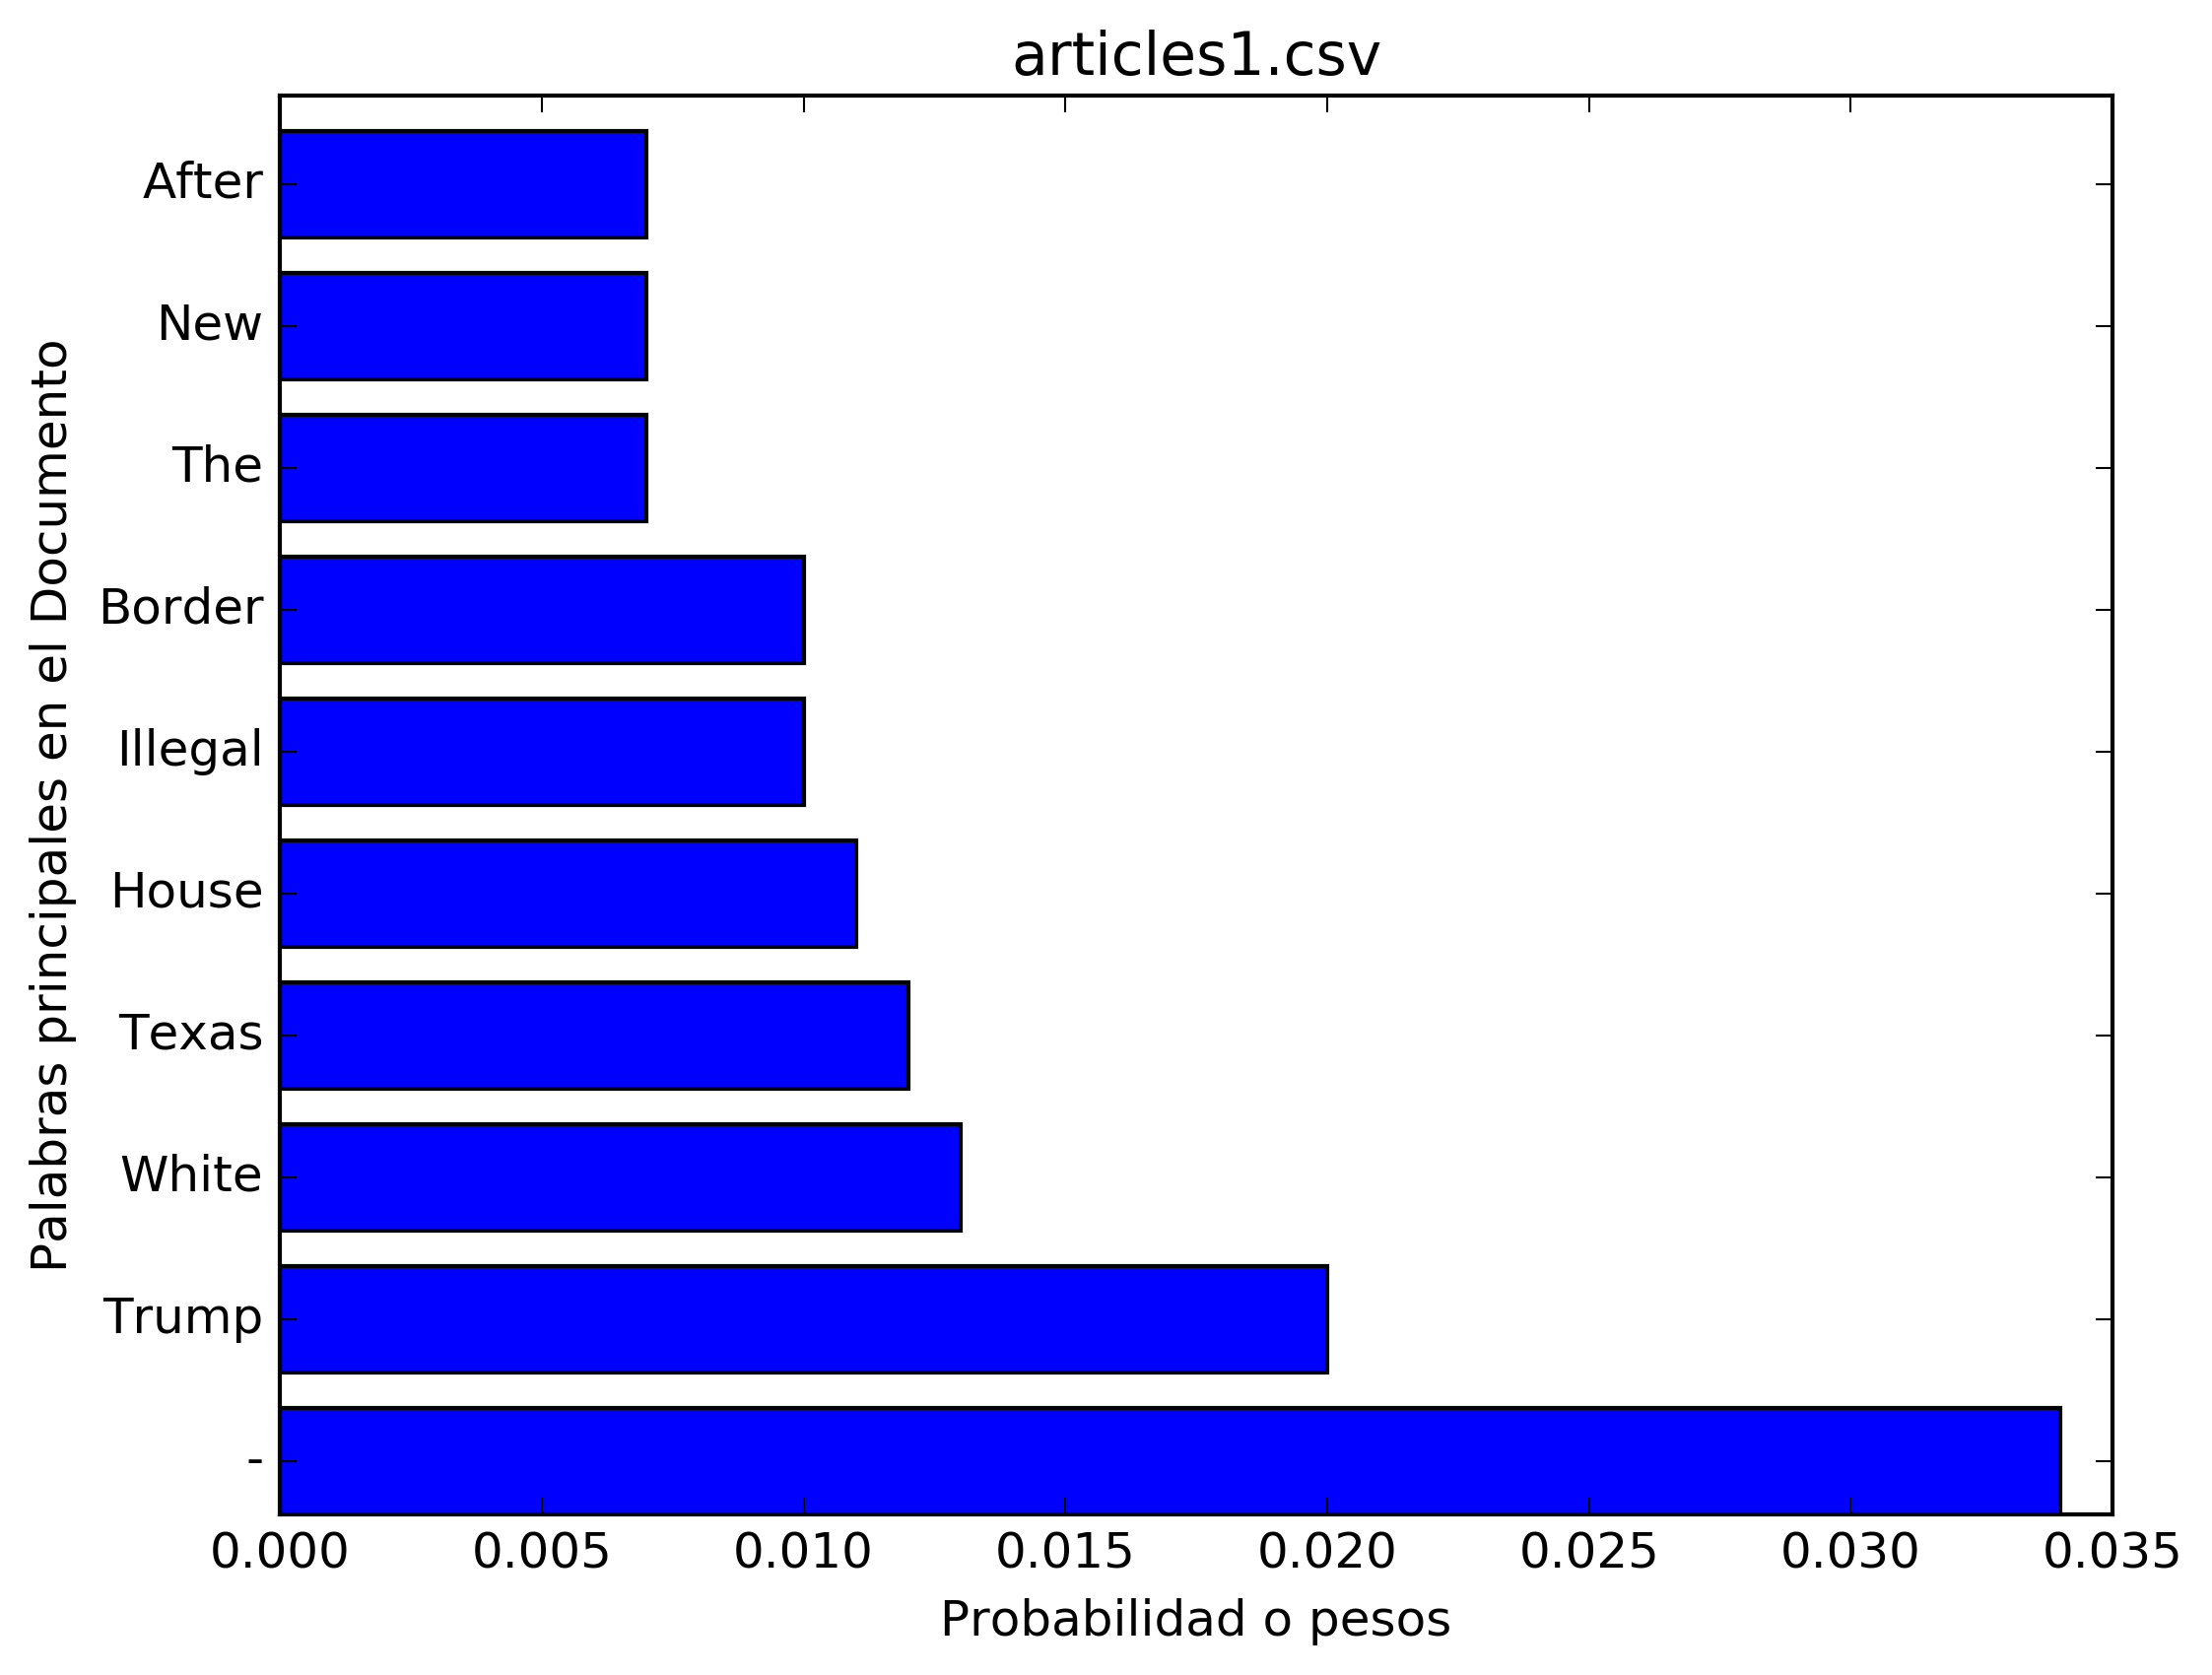 articles1.csv
After
New
The
Border
Illegal
House
Texas
White
Trump
-
Palabras principales en el Documento
0.000 0.005 0.010 0.015 0.020 0.025 0.030 0.035
Probabilidad o pesos